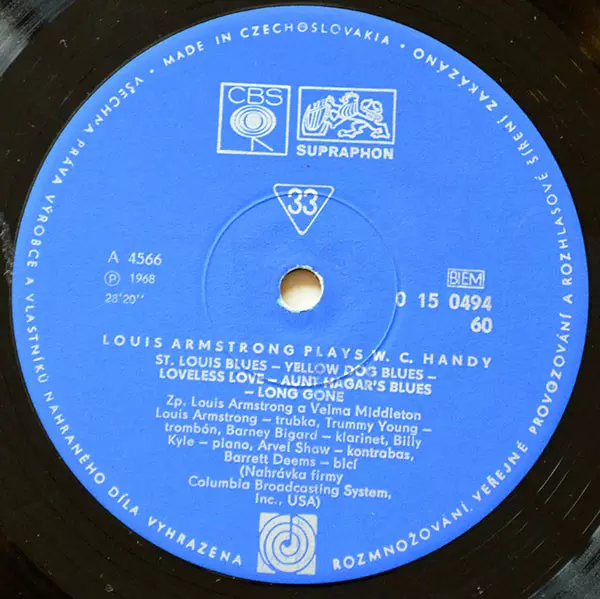 VŠECHNA PRÁVA VÝROBCE A VLASTNÍKŮ NAHRANÉHO DÍLA VYHRAZENA
ROZMNOŽOVÁNÍ, VEŘEJNÉ PROVOZOVÁNÍ A ROZHLASOVÉ ŠÍŘENÍ ZAKÁZÁNO • MADE IN CZECHOSLOVAKIA •
CBS
SUPRAPHON
33
A 4566
BIEM
Ⓟ 1968
0 15 0494
28'20''
60
LOUIS ARMSTRONG PLAYS W. C. HANDY
ST. LOUIS BLUES – YELLOW DOG BLUES –
LOVELESS LOVE – AUNT HAGAR'S BLUES
– LONG GONE
Zp. Louis Armstrong a Velma Middleton
Louis Armstrong – trubka, Trummy Young –
trombón, Barney Bigard – klarinet, Billy
Kyle – piano, Arvel Shaw – kontrabas,
Barrett Deems – bicí
(Nahrávka firmy
Columbia Broadcasting System,
Inc., USA)